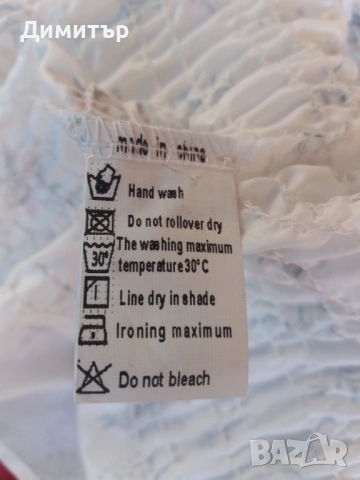 Димитър
made in china
Hand wash
Do not rollover dry
The washing maximum
30° temperature30°C
Line dry in shade
Ironing maximum
Do not bleach
BAZAR